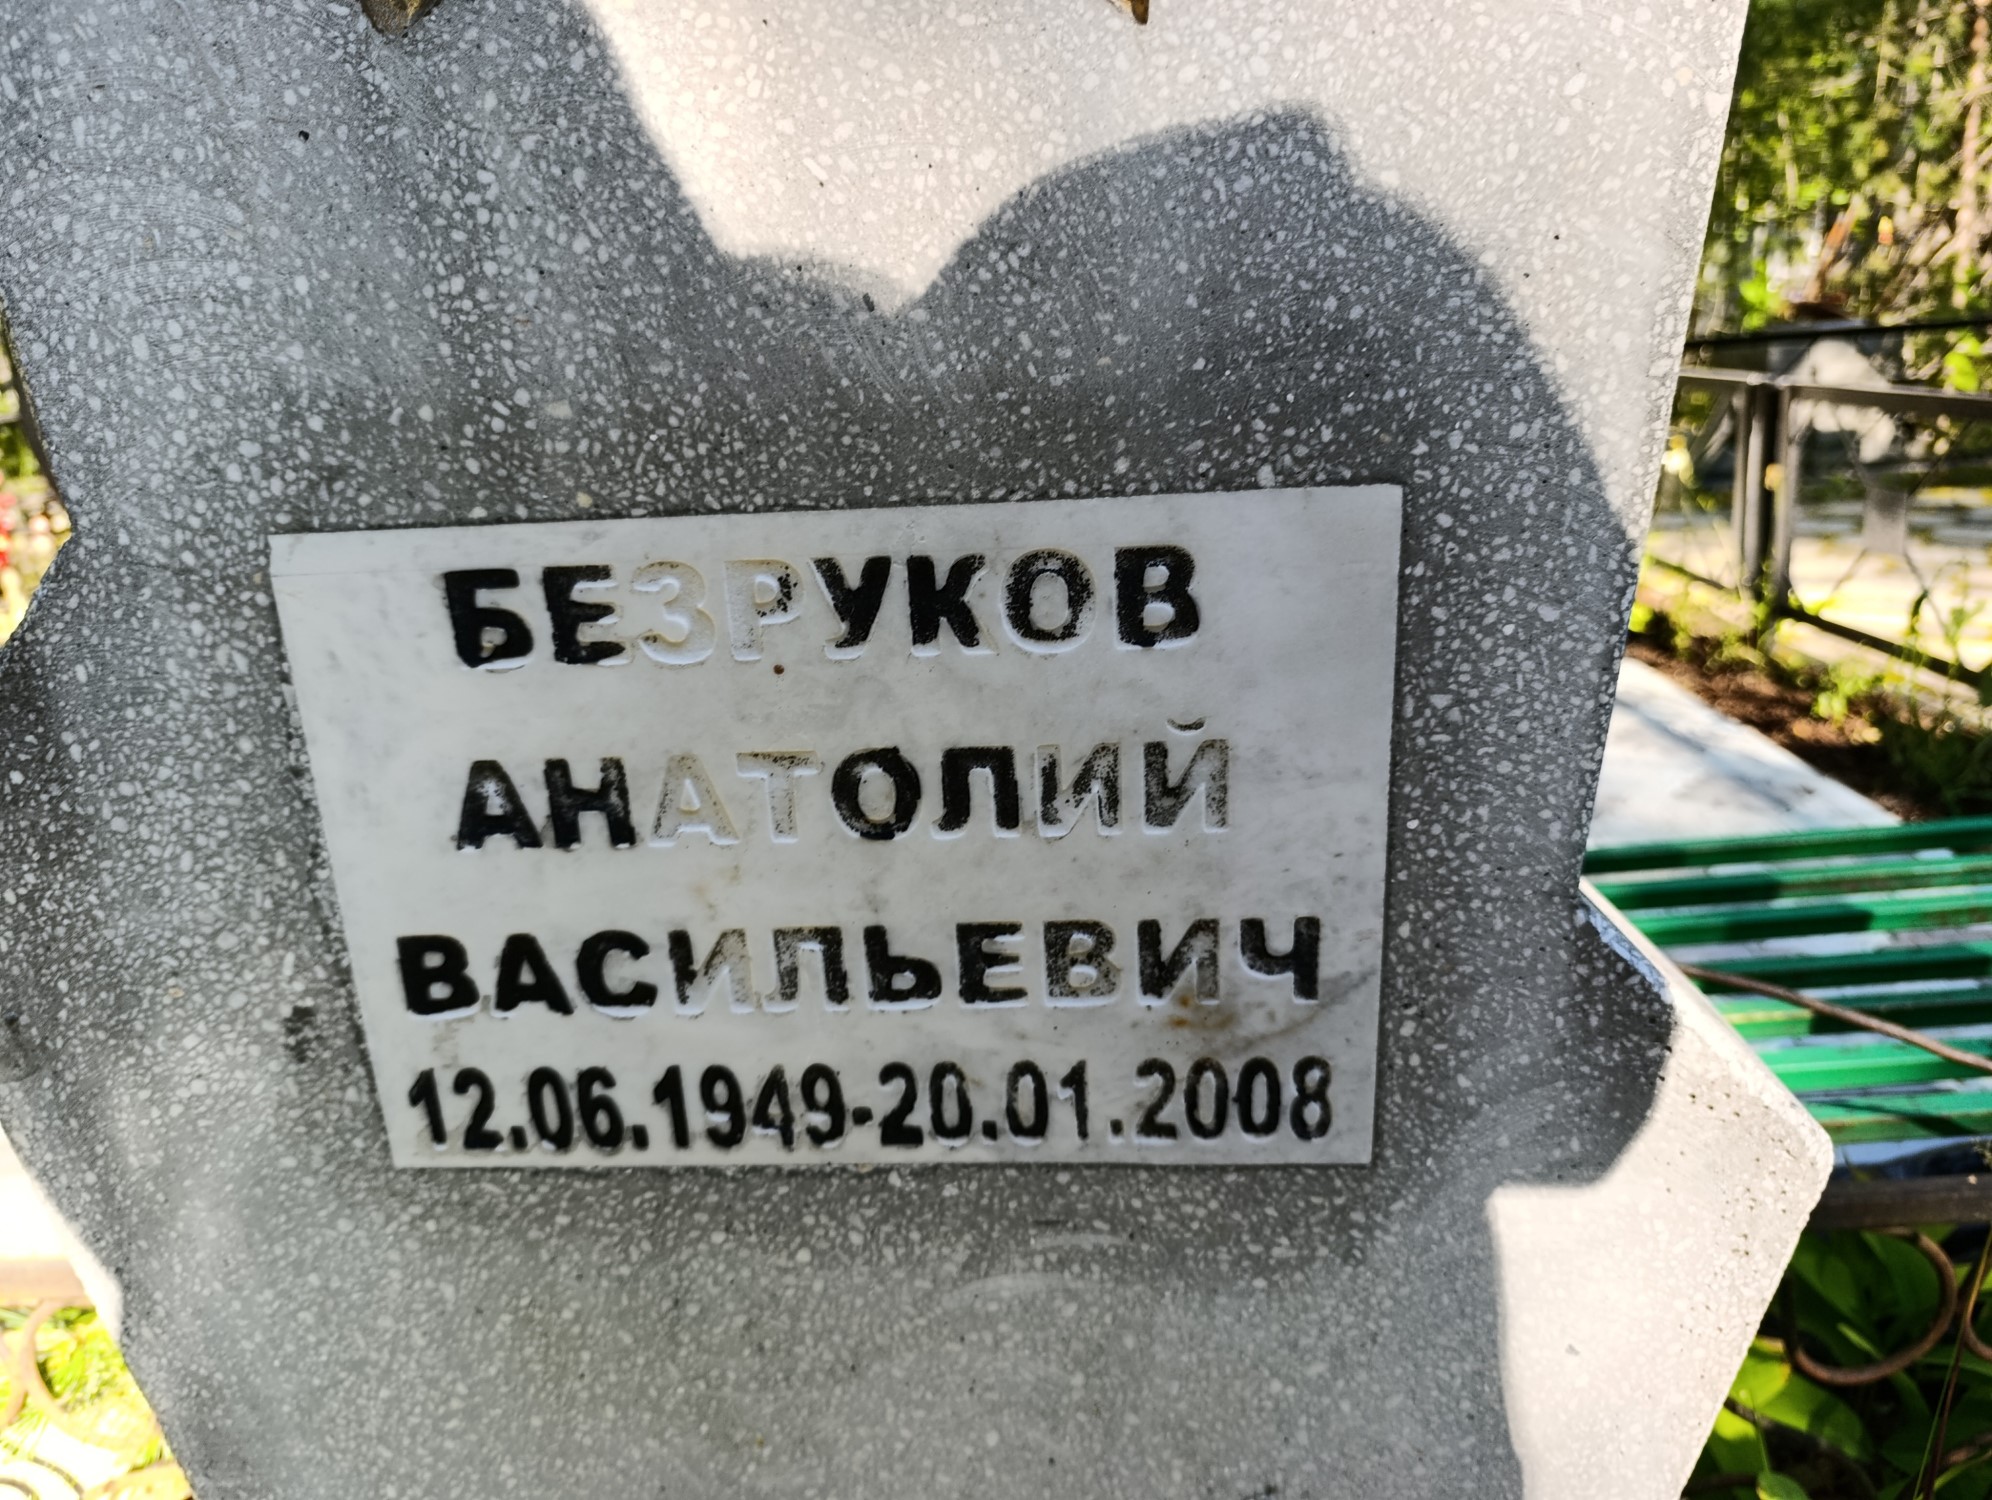 БЕЗРУКОВ
АНАТОЛИЙ
ВАСИЛЬЕВИЧ
12.06.1949-20.01.2008